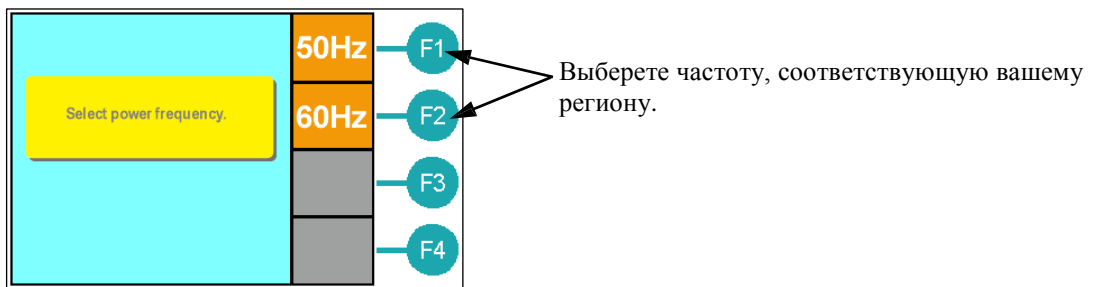 50Hz
F1
Выберете частоту, соответствующую вашему
региону.
Select power frequency.
60Hz
F2
F3
F4